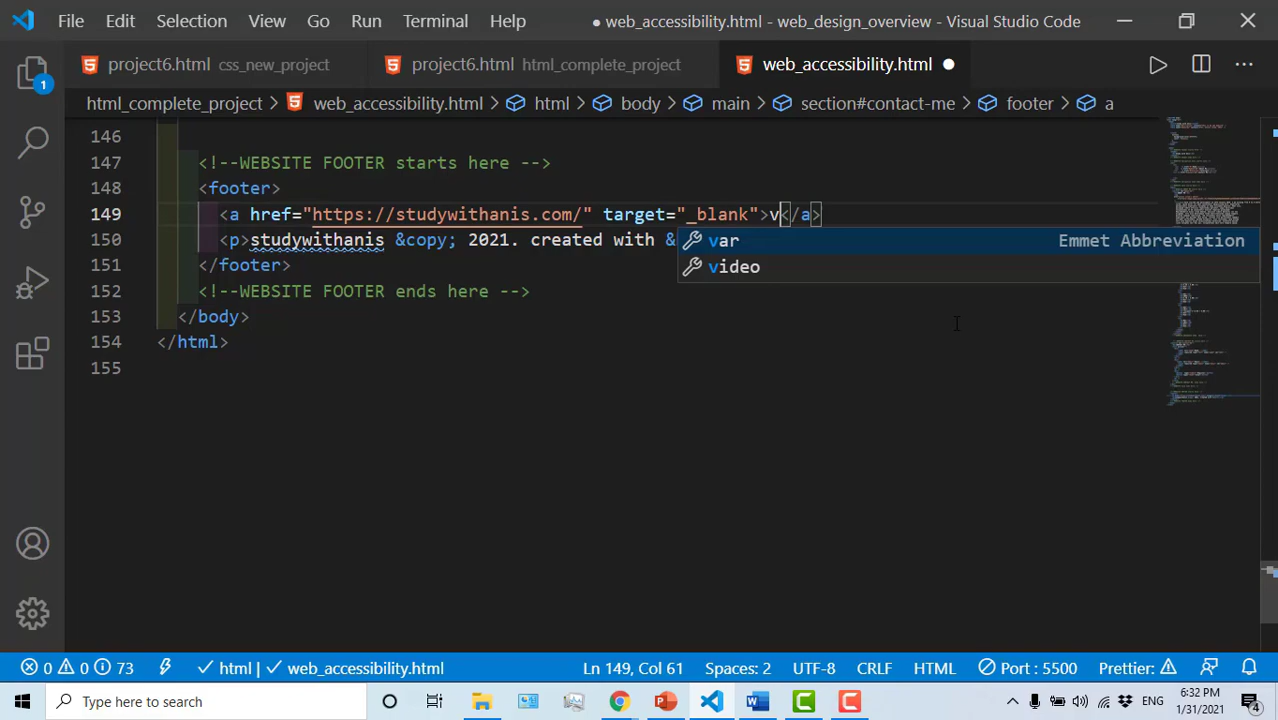 File Edit Selection View Go Run Terminal Help ● web_accessibility.html - web_design_overview - Visual Studio Code
project6.html css_new_project project6.html html_complete_project web_accessibility.html ●
html_complete_project > web_accessibility.html > html > body > main > section#contact-me > footer > a
146
147 <!--WEBSITE FOOTER starts here -->
148 <footer>
149 <a href="https://studywithanis.com/" target="_blank">v</a>
150 <p>studywithanis &copy; 2021. created with &
var Emmet Abbreviation
video
151 </footer>
152 <!--WEBSITE FOOTER ends here -->
153 </body>
154 </html>
155
1
0 0 73 html | web_accessibility.html Ln 149, Col 61 Spaces: 2 UTF-8 CRLF HTML Port : 5500 Prettier:
Type here to search ENG 6:32 PM
1/31/2021 4